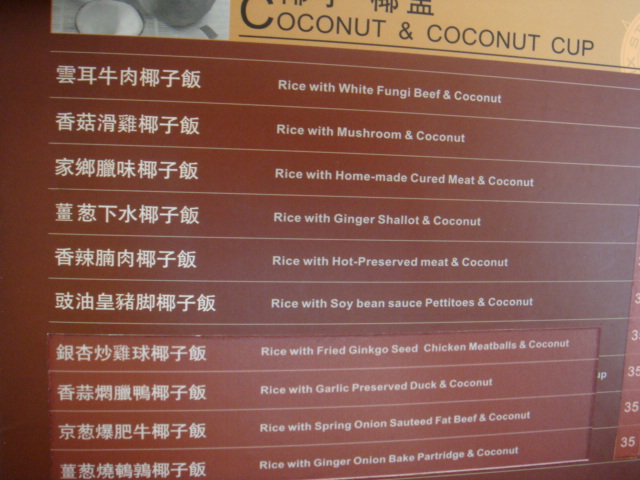 COCONUT & COCONUT CUP
雲耳牛肉椰子飯 Rice with White Fungi Beef & Coconut
香菇滑雞椰子飯 Rice with Mushroom & Coconut
家鄉臘味椰子飯 Rice with Home-made Cured Meat & Coconut
薑葱下水椰子飯 Rice with Ginger Shallot & Coconut
香辣腩肉椰子飯 Rice with Hot-Preserved meat & Coconut
豉油皇豬脚椰子飯 Rice with Soy bean sauce Pettitoes & Coconut
銀杏炒雞球椰子飯 Rice with Fried Ginkgo Seed Chicken Meatballs & Coconut
香蒜燜臘鴨椰子飯 Rice with Garlic Preserved Duck & Coconut 35
京葱爆肥牛椰子飯 Rice with Spring Onion Sauteed Fat Beef & Coconut 35
薑葱燒鵪鶉椰子飯 Rice with Ginger Onion Bake Partridge & Coconut 35